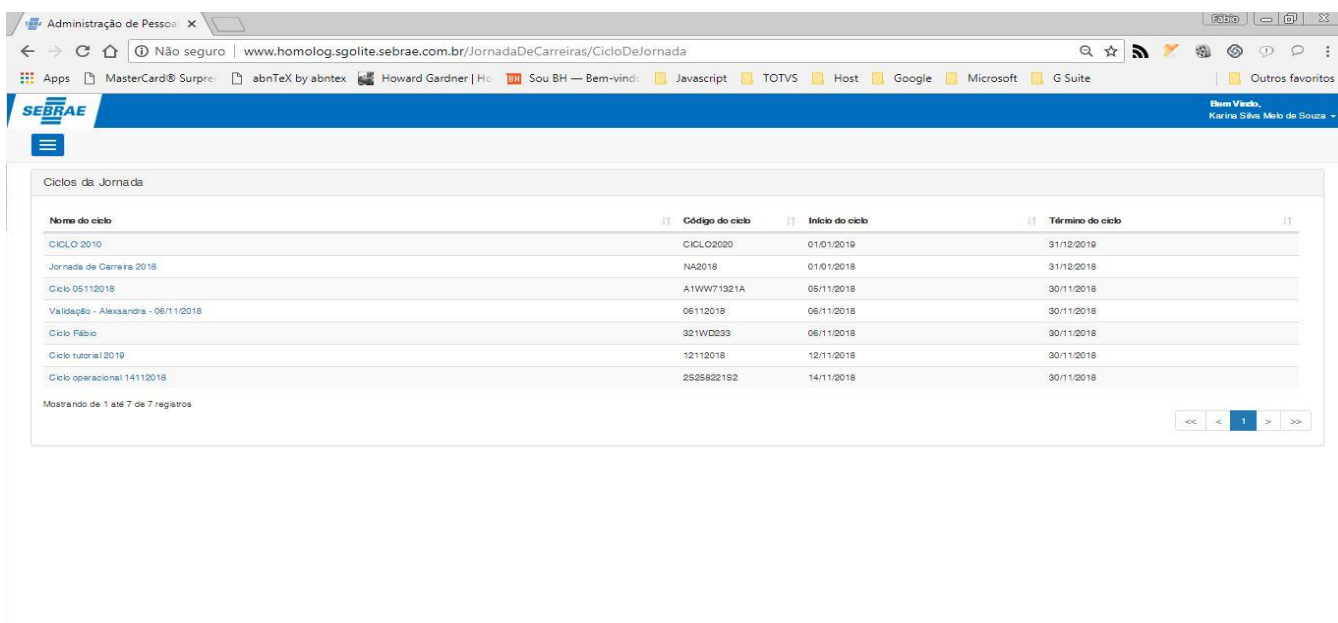 Administração de Pessoa
Fábio
Não seguro | www.homolog.sgolite.sebrae.com.br/JornadaDeCarreiras/CicloDeJornada
Apps MasterCard® Surpre abnTeX by abntex Howard Gardner | Ho BH Sou BH — Bem-vindo Javascript TOTVS Host Google Microsoft G Suite Outros favoritos
SEBRAE
Bem Vindo,
Karina Silva Melo de Souza
Ciclos da Jornada
Nome do ciclo Código do ciclo Início do ciclo Término do ciclo
CICLO 2010 CICLO2020 01/01/2019 31/12/2019
Jornada de Carreira 2018 NA2018 01/01/2018 31/12/2018
Ciclo 05112018 A1WW71321A 05/11/2018 30/11/2018
Validação - Alexsandra - 06/11/2018 06112018 06/11/2018 30/11/2018
Ciclo Fábio 321WD233 06/11/2018 30/11/2018
Ciclo tutorial 2019 12112018 12/11/2018 30/11/2018
Ciclo operacional 14112018 2S258221S2 14/11/2018 30/11/2018
Mostrando de 1 até 7 de 7 registros
<< < 1 > >>